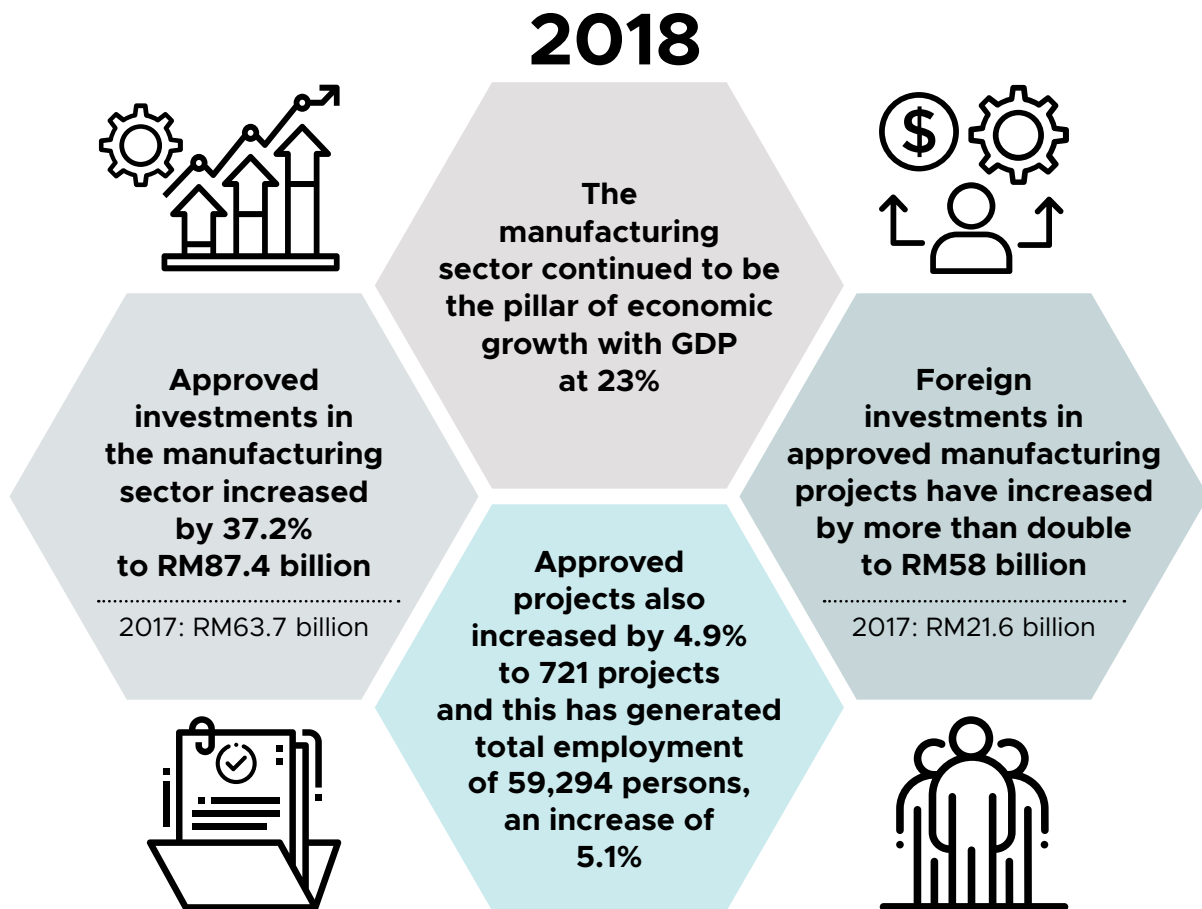 2018
The
manufacturing
sector continued to be
the pillar of economic
growth with GDP
at 23%
Approved
investments in
the manufacturing
sector increased
by 37.2%
to RM87.4 billion
2017: RM63.7 billion
Foreign
investments in
approved manufacturing
projects have increased
by more than double
to RM58 billion
2017: RM21.6 billion
Approved
projects also
increased by 4.9%
to 721 projects
and this has generated
total employment
of 59,294 persons,
an increase of
5.1%
$